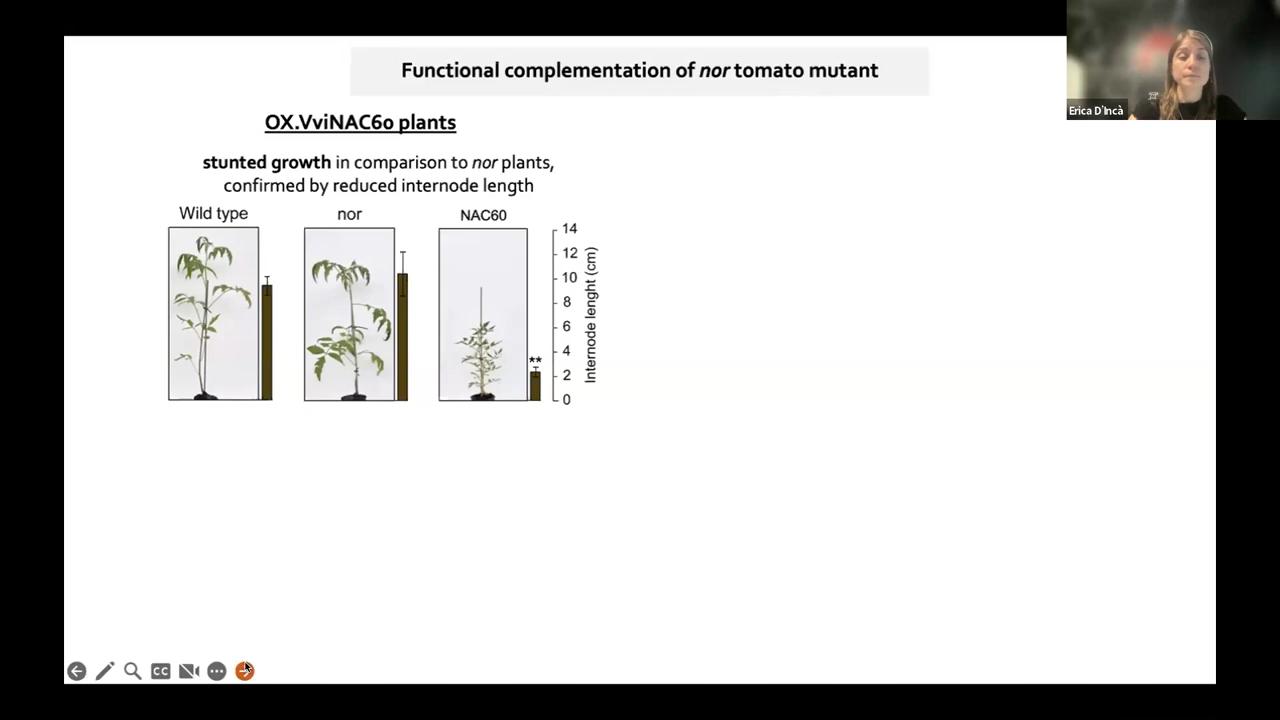 Functional complementation of nor tomato mutant
Erica D'Incà
OX.VviNAC60 plants
stunted growth in comparison to nor plants,
confirmed by reduced internode length
Wild type
nor
NAC60
14
12
10
8
6
4
2
0
**
Internode lenght (cm)
CC